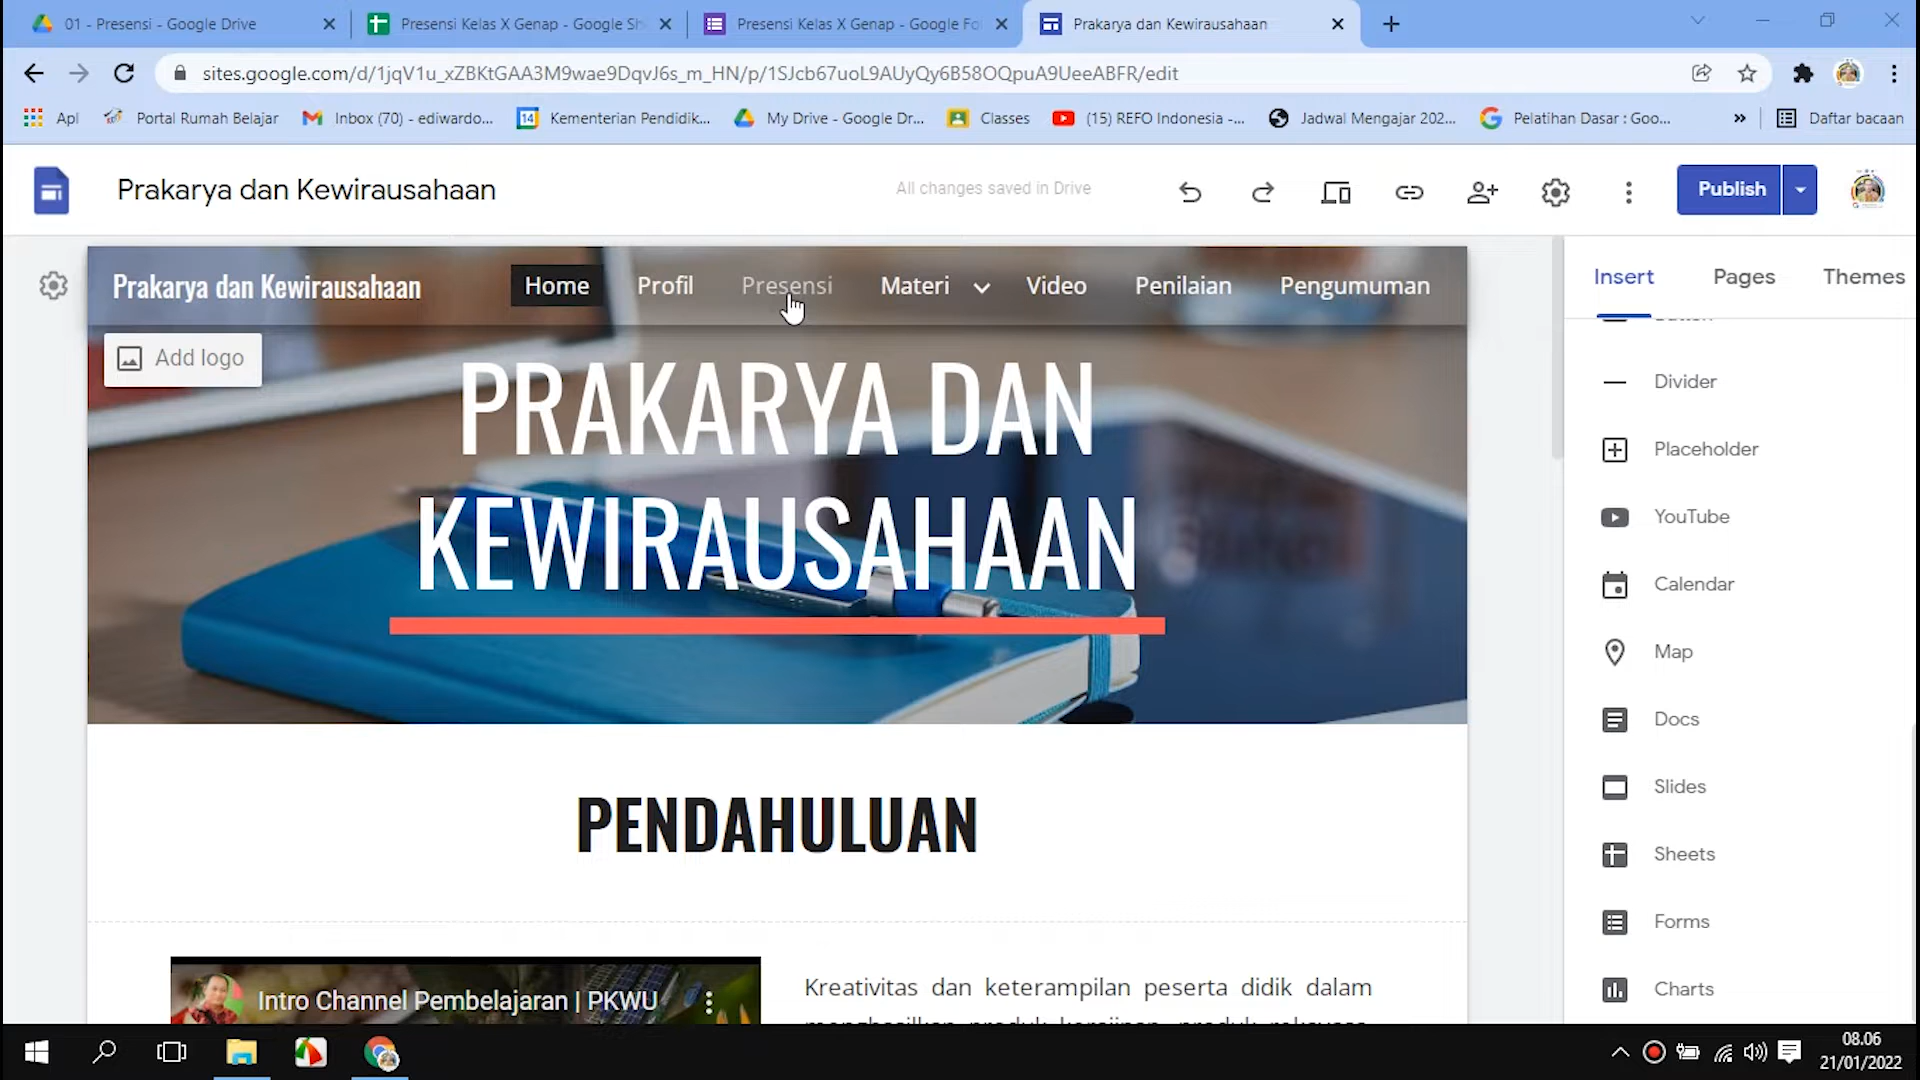 01 - Presensi - Google Drive
Presensi Kelas X Genap - Google Sh
Presensi Kelas X Genap - Google Fo
Prakarya dan Kewirausahaan
sites.google.com/d/1jqV1u_xZBKtGAA3M9wae9DqvJ6s_m_HN/p/1SJcb67uoL9AUyQy6B58OQpuA9UeeABFR/edit
Apl
Portal Rumah Belajar
Inbox (70) - ediwardo...
14
Kementerian Pendidik...
My Drive - Google Dr...
Classes
(15) REFO Indonesia -...
Jadwal Mengajar 202...
Pelatihan Dasar : Goo...
»
Daftar bacaan
Prakarya dan Kewirausahaan
All changes saved in Drive
Publish
Prakarya dan Kewirausahaan
Home
Profil
Presensi
Materi
Video
Penilaian
Pengumuman
Insert
Pages
Themes
Add logo
PRAKARYA DAN
KEWIRAUSAHAAN
Divider
Placeholder
YouTube
Calendar
Map
Docs
Slides
Sheets
Forms
Charts
PENDAHULUAN
Intro Channel Pembelajaran | PKWU
Kreativitas dan keterampilan peserta didik dalam
08.06
21/01/2022